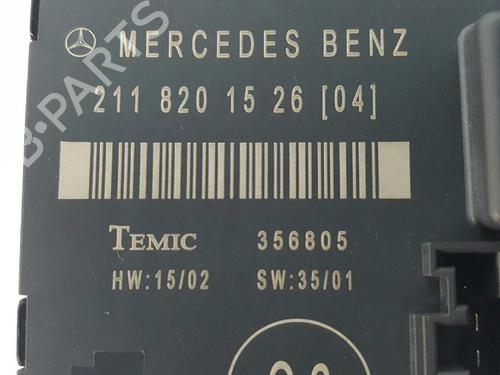 MERCEDES BENZ
211 820 15 26 [04]
TEMIC 356805
HW:15/02 SW:35/01
B-PARTS